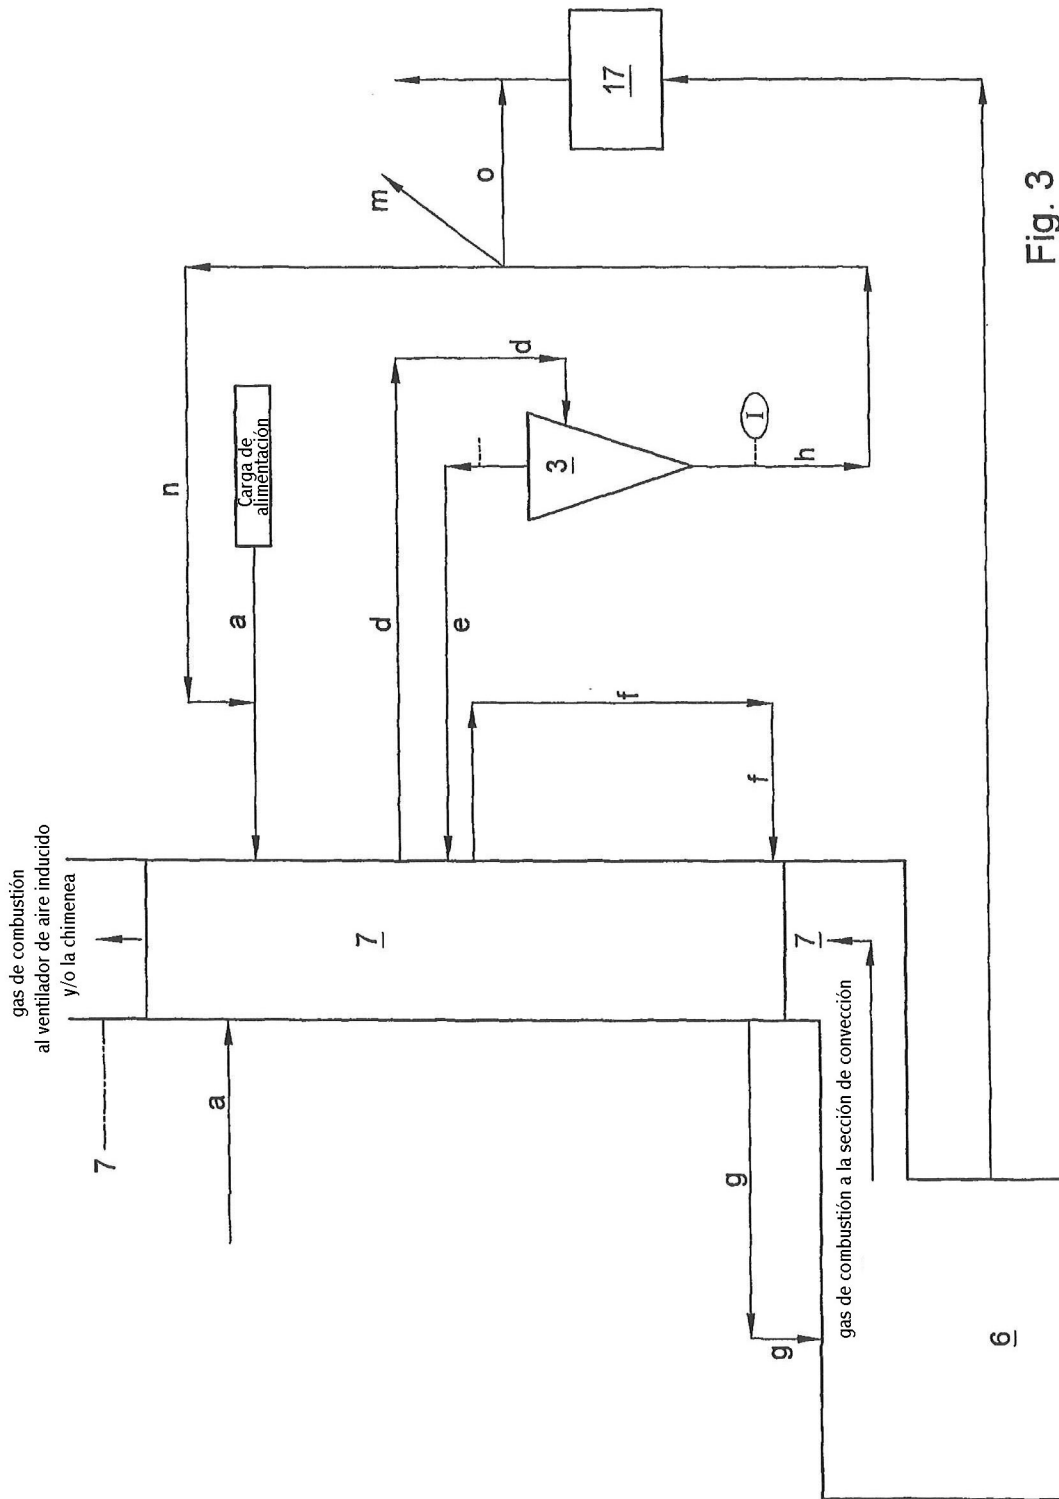 gas de combustión
al ventilador de aire inducido
y/o la chimenea
7
a
n
a
Carga de
alimentación
m
o
17
d
d
e
3
I
h
f
f
7
7
g
g
gas de combustión a la sección de convección
6
Fig. 3